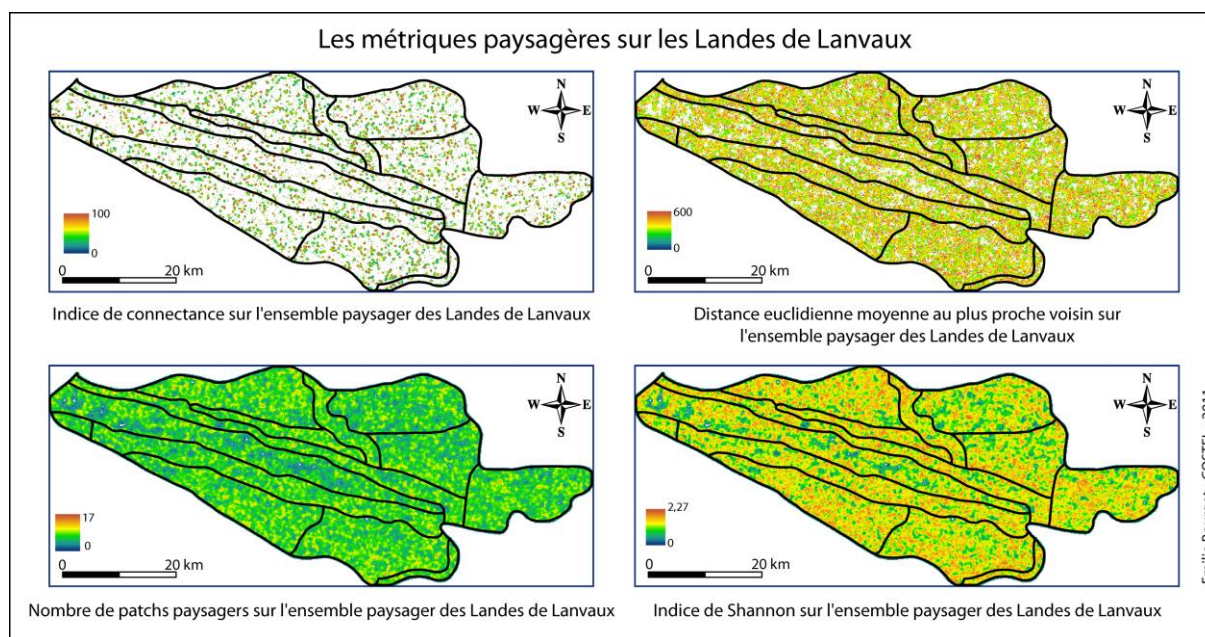 Les métriques paysagères sur les Landes de Lanvaux
N
W E
S
100
0
0 20 km
Indice de connectance sur l'ensemble paysager des Landes de Lanvaux
N
W E
S
600
0
0 20 km
Distance euclidienne moyenne au plus proche voisin sur
l'ensemble paysager des Landes de Lanvaux
N
W E
S
17
0
0 20 km
Nombre de patchs paysagers sur l'ensemble paysager des Landes de Lanvaux
N
W E
S
2,27
0
0 20 km
Indice de Shannon sur l'ensemble paysager des Landes de Lanvaux